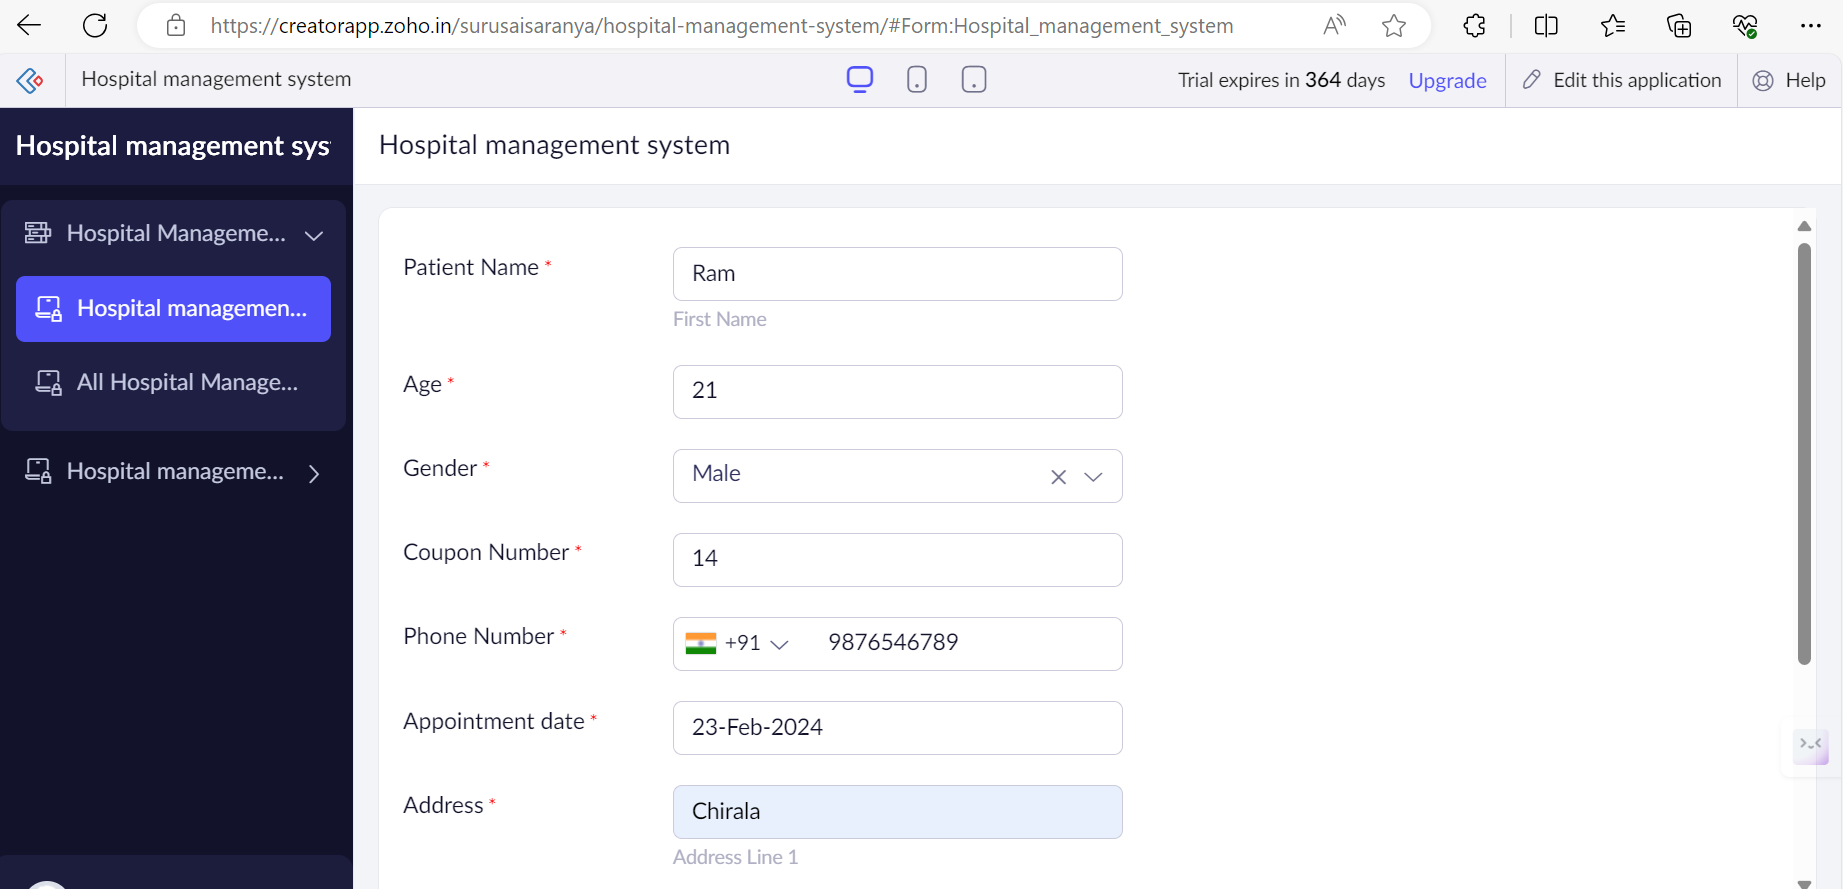 https://creatorapp.zoho.in/surusaisaranya/hospital-management-system/#Form:Hospital_management_system
Hospital management system
Trial expires in 364 days
Upgrade
Edit this application
Help
Hospital management sys
Hospital management system
Hospital Manageme...
Hospital managemen...
All Hospital Manage...
Hospital manageme...
Patient Name *
Ram
First Name
Age *
21
Gender *
Male
Coupon Number *
14
Phone Number *
+91 9876546789
Appointment date *
23-Feb-2024
Address *
Chirala
Address Line 1